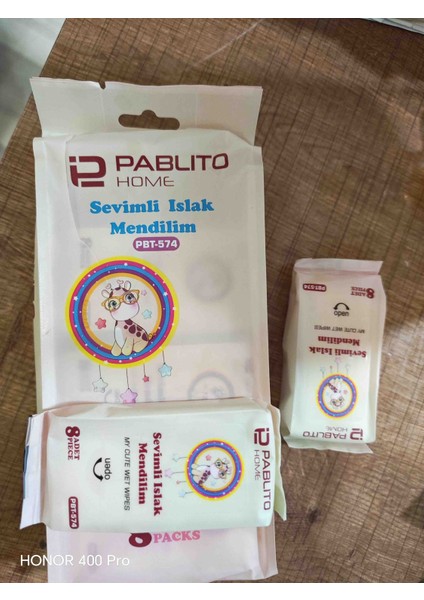 PABLITO
HOME
Sevimli Islak
Mendilim
PBT-574
8 ADET
PIECE
open
MY CUTE WET WIPES
Sevimli Islak
Mendilim
PBT-574
PABLITO
HOME
PACKS
8 ADET
PIECE
PBT-574
open
MY CUTE WET WIPES
Sevimli Islak
Mendilim
PABLITO
HOME
HONOR 400 Pro